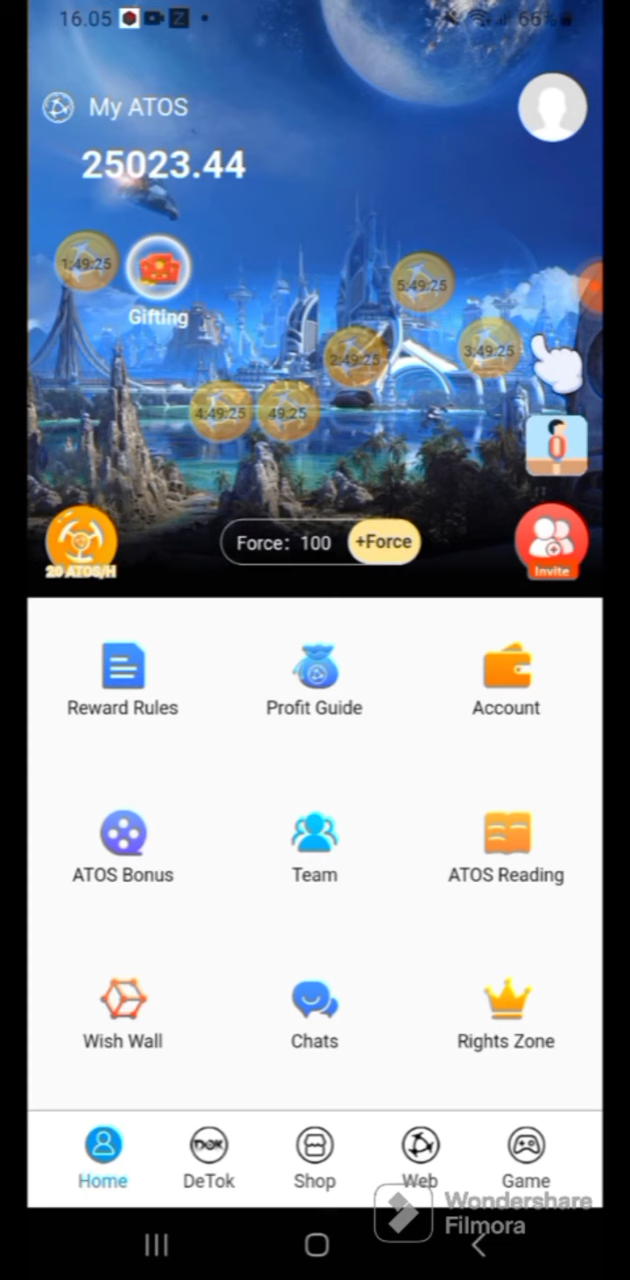 16.05 Z 66%
My ATOS
25023.44
1:49:25
5:49:25
Gifting
2:49:25
3:49:25
4:49:25
49:25
20 ATOS/H
Force: 100
+Force
Invite
Reward Rules
Profit Guide
Account
ATOS Bonus
Team
ATOS Reading
Wish Wall
Chats
Rights Zone
Home
DeTok
Shop
Web
Game
Wondershare
Filmora